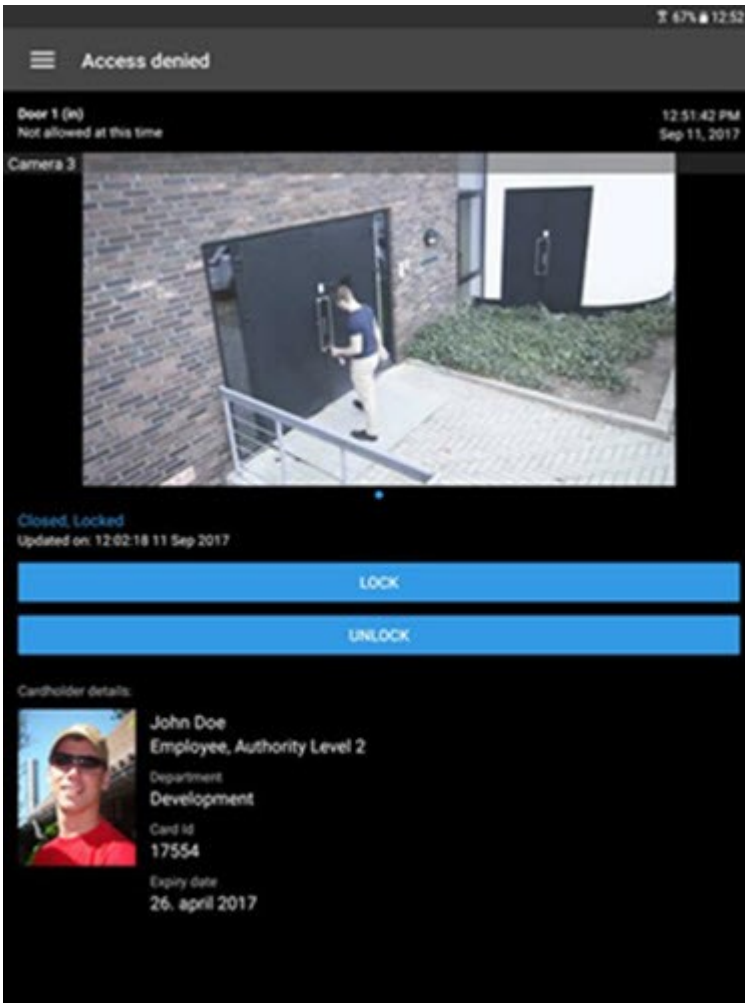 67% 12:52
Access denied
Door 1 (in)
Not allowed at this time
12:51:42 PM
Sep 11, 2017
Camera 3
Closed, Locked
Updated on: 12:02:18 11 Sep 2017
LOCK
UNLOCK
Cardholder details:
John Doe
Employee, Authority Level 2
Department
Development
Card Id
17554
Expiry date
26. april 2017